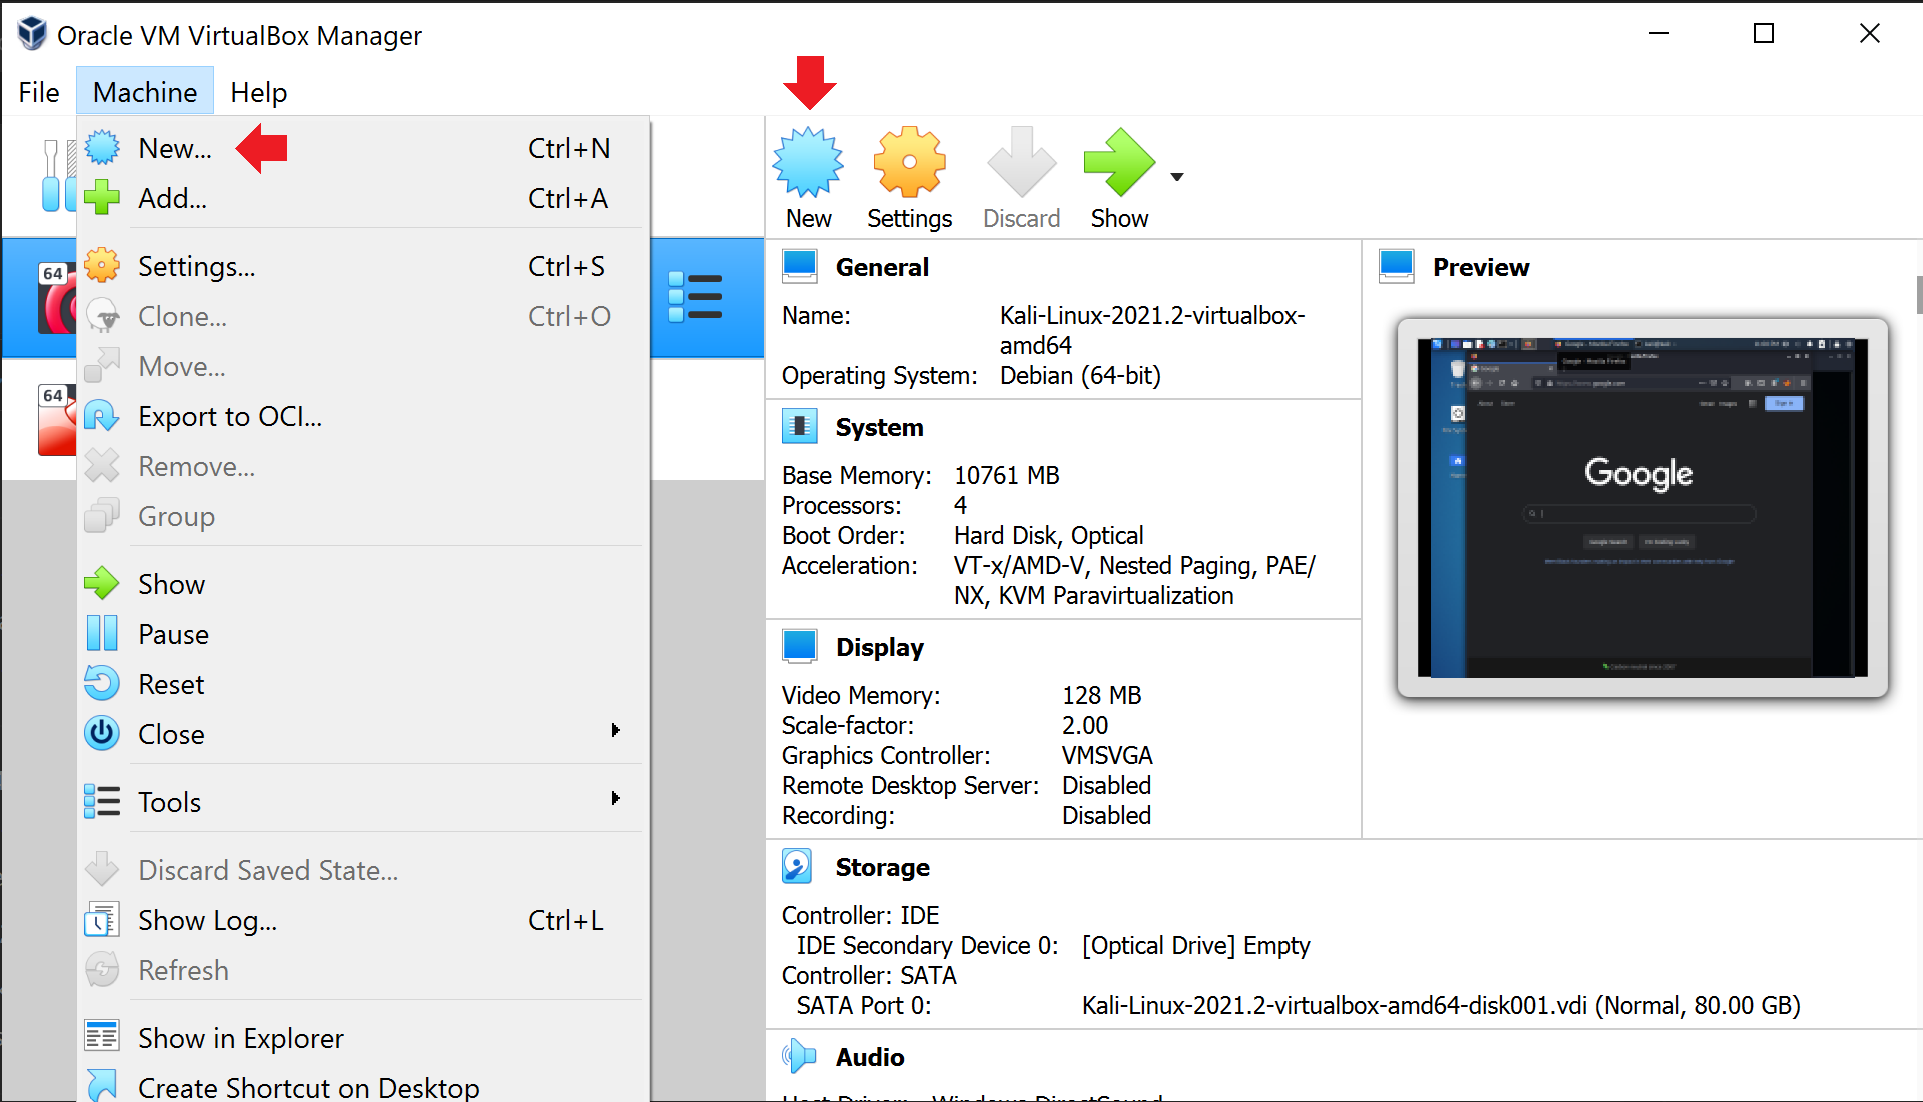 Oracle VM VirtualBox Manager
File Machine Help
New... Ctrl+N
Add... Ctrl+A
Settings... Ctrl+S
Clone... Ctrl+O
Move...
Export to OCI...
Remove...
Group
Show
Pause
Reset
Close
Tools
Discard Saved State...
Show Log... Ctrl+L
Refresh
Show in Explorer
Create Shortcut on Desktop
64
64
New Settings Discard Show
General
Name: Kali-Linux-2021.2-virtualbox-
amd64
Operating System: Debian (64-bit)
System
Base Memory: 10761 MB
Processors: 4
Boot Order: Hard Disk, Optical
Acceleration: VT-x/AMD-V, Nested Paging, PAE/
NX, KVM Paravirtualization
Display
Video Memory: 128 MB
Scale-factor: 2.00
Graphics Controller: VMSVGA
Remote Desktop Server: Disabled
Recording: Disabled
Preview
Google
Storage
Controller: IDE
IDE Secondary Device 0: [Optical Drive] Empty
Controller: SATA
SATA Port 0: Kali-Linux-2021.2-virtualbox-amd64-disk001.vdi (Normal, 80.00 GB)
Audio
Host Driver: Windows DirectSound